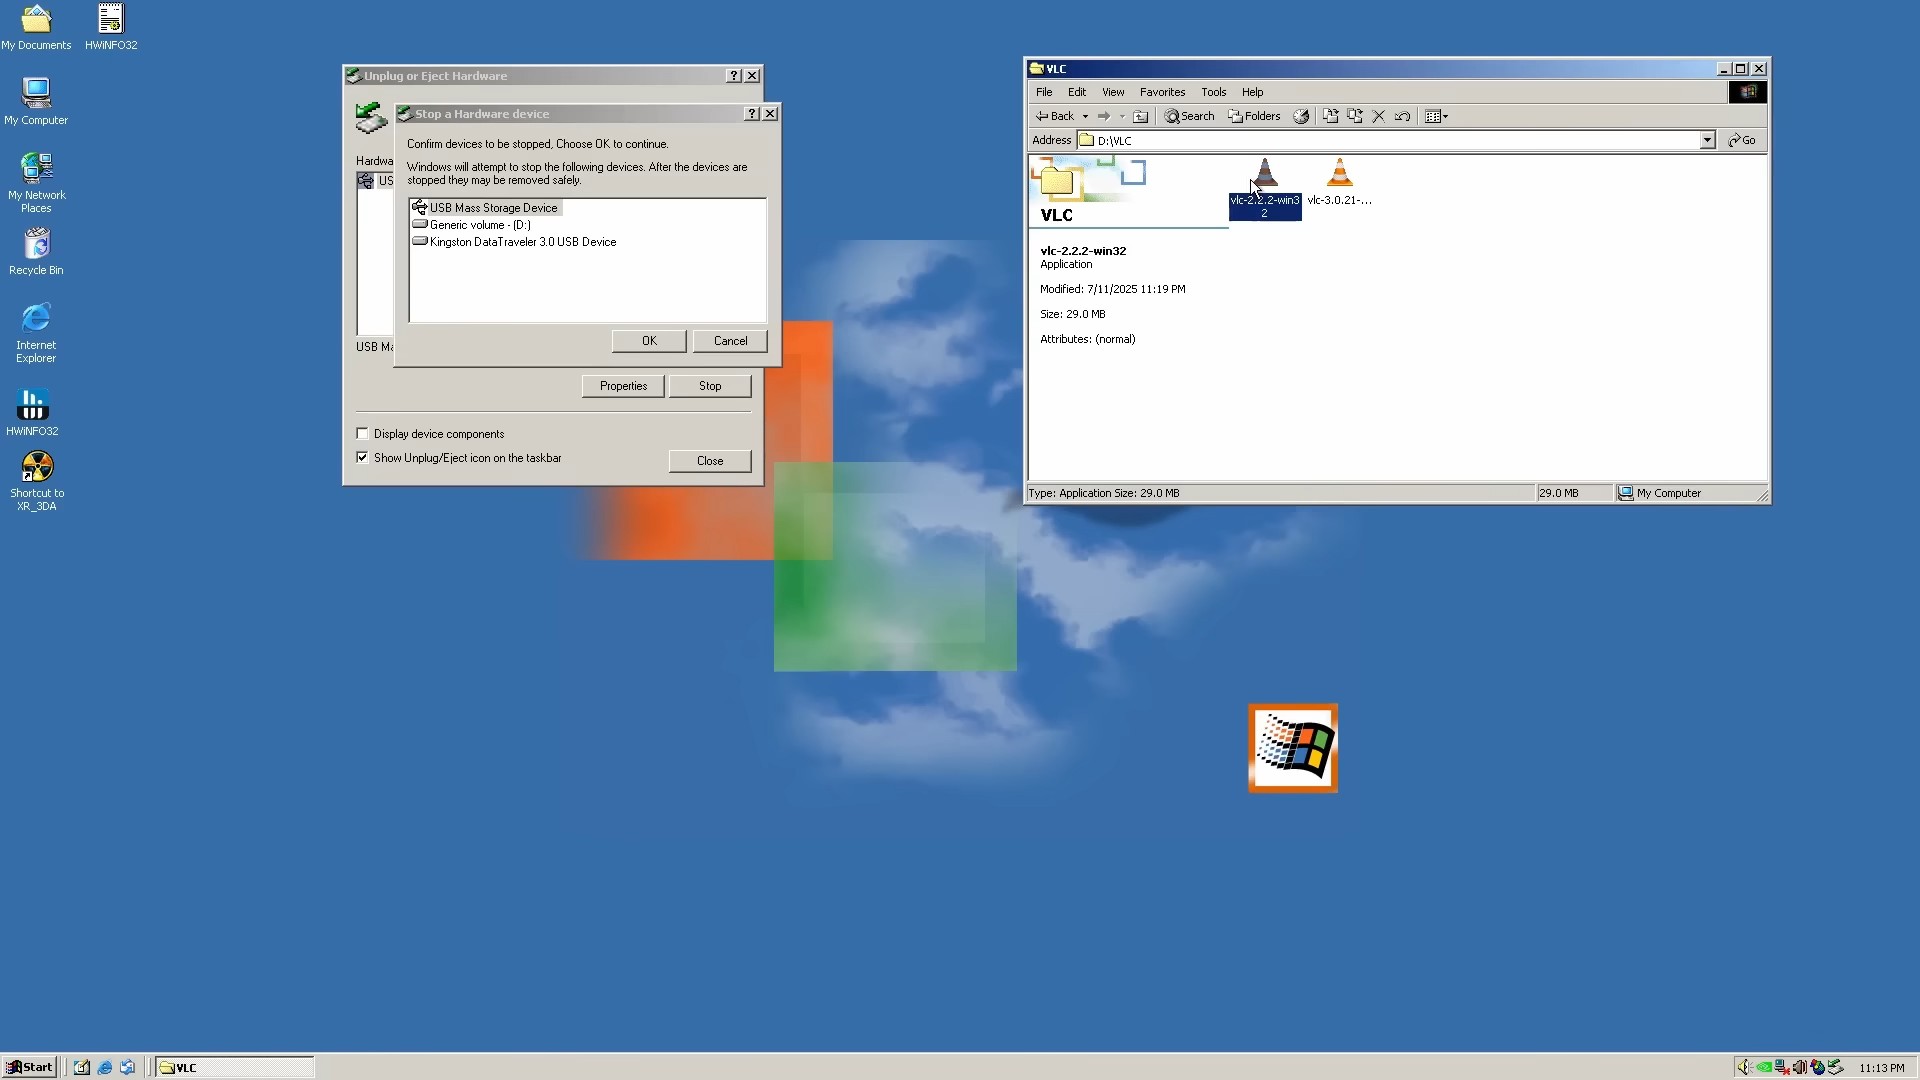 My Documents
HWiNFO32
My Computer
My Network
Places
Recycle Bin
Internet
Explorer
HWiNFO32
Shortcut to
XR_3DA
Unplug or Eject Hardware
Stop a Hardware device
Confirm devices to be stopped, Choose OK to continue.
Windows will attempt to stop the following devices. After the devices are
stopped they may be removed safely.
Hardwa
US
USB Mass Storage Device
Generic volume - (D:)
Kingston DataTraveler 3.0 USB Device
OK
Cancel
USB Ma
Properties
Stop
Display device components
Show Unplug/Eject icon on the taskbar
Close
VLC
File
Edit
View
Favorites
Tools
Help
Back
Search
Folders
Address
D:\VLC
Go
VLC
vlc-2.2.2-win3
2
vlc-3.0.21-...
vlc-2.2.2-win32
Application
Modified: 7/11/2025 11:19 PM
Size: 29.0 MB
Attributes: (normal)
Type: Application Size: 29.0 MB
29.0 MB
My Computer
Start
VLC
11:13 PM